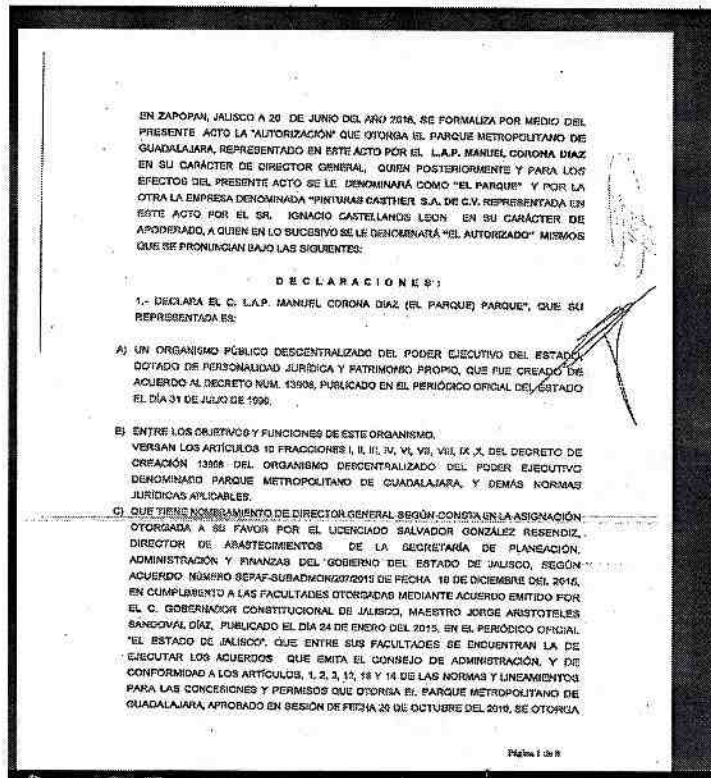 EN ZAPOPAN, JALISCO A 20 DE JUNIO DEL AÑO 2016, SE FORMALIZA POR MEDIO DEL
PRESENTE ACTO LA "AUTORIZACIÓN" QUE OTORGA EL PARQUE METROPOLITANO DE
GUADALAJARA, REPRESENTADO EN ESTE ACTO POR EL L.A.P. MANUEL CORONA DIAZ
EN SU CARÁCTER DE DIRECTOR GENERAL, QUIEN POSTERIORMENTE Y PARA LOS
EFECTOS DEL PRESENTE ACTO SE LE DENOMINARÁ COMO "EL PARQUE" Y POR LA
OTRA LA EMPRESA DENOMINADA "PINTURAS CASTHER S.A. DE C.V. REPRESENTADA EN
ESTE ACTO POR EL SR. IGNACIO CASTELLANOS LEON EN SU CARÁCTER DE
APODERADO, A QUIEN EN LO SUCESIVO SE LE DENOMINARÁ "EL AUTORIZADO" MISMOS
QUE SE PRONUNCIAN BAJO LAS SIGUIENTES:
DECLARACIONES:
1.- DECLARA EL C. L.A.P. MANUEL CORONA DIAZ (EL PARQUE) PARQUE", QUE SU
REPRESENTADA ES:
A) UN ORGANISMO PÚBLICO DESCENTRALIZADO DEL PODER EJECUTIVO DEL ESTADO,
DOTADO DE PERSONALIDAD JURÍDICA Y PATRIMONIO PROPIO, QUE FUE CREADO DE
ACUERDO AL DECRETO NUM. 13908, PUBLICADO EN EL PERIÓDICO OFICIAL DEL ESTADO
EL DÍA 31 DE JULIO DE
B) ENTRE LOS OBJETIVOS Y FUNCIONES DE ESTE ORGANISMO,
VERSAN LOS ARTÍCULOS 10 FRACCIONES I, II, III, IV, VI, VII, VIII, IX ,X, DEL DECRETO DE
CREACIÓN 13908 DEL ORGANISMO DESCENTRALIZADO DEL PODER EJECUTIVO
DENOMINADO PARQUE METROPOLITANO DE GUADALAJARA, Y DEMÁS NORMAS
JURÍDICAS APLICABLES.
C) QUE TIENE NOMBRAMIENTO DE DIRECTOR GENERAL SEGÚN CONSTA EN LA ASIGNACIÓN
OTORGADA A SU FAVOR POR EL LICENCIADO SALVADOR GONZÁLEZ RESENDIZ,
DIRECTOR DE ABASTECIMIENTOS DE LA SECRETARÍA DE PLANEACIÓN,
ADMINISTRACIÓN Y FINANZAS DEL GOBIERNO DEL ESTADO DE JALISCO, SEGÚN
ACUERDO NÚMERO SEPAF-SUBADMON/207/2015 DE FECHA DE DICIEMBRE DEL 2015,
EN CUMPLIMIENTO A LAS FACULTADES OTORGADAS MEDIANTE ACUERDO EMITIDO POR
EL C. GOBERNADOR CONSTITUCIONAL DE JALISCO, MAESTRO JORGE ARISTOTELES
SANDOVAL DÍAZ, PUBLICADO EL DÍA 24 DE ENERO DEL 2015, EN EL PERIÓDICO OFICIAL
"EL ESTADO DE JALISCO", QUE ENTRE SUS FACULTADES SE ENCUENTRAN LA DE
EJECUTAR LOS ACUERDOS QUE EMITA EL CONSEJO DE ADMINISTRACIÓN, Y DE
CONFORMIDAD A LOS ARTÍCULOS, 1, 2, 3, 14 DE LAS NORMAS Y LINEAMIENTOS
PARA LAS CONCESIONES Y PERMISOS QUE OTORGA EL PARQUE METROPOLITANO DE
GUADALAJARA, APROBADO EN SESIÓN DE FECHA 20 DE OCTUBRE DEL 2010, SE OTORGA
Página 1 de 8